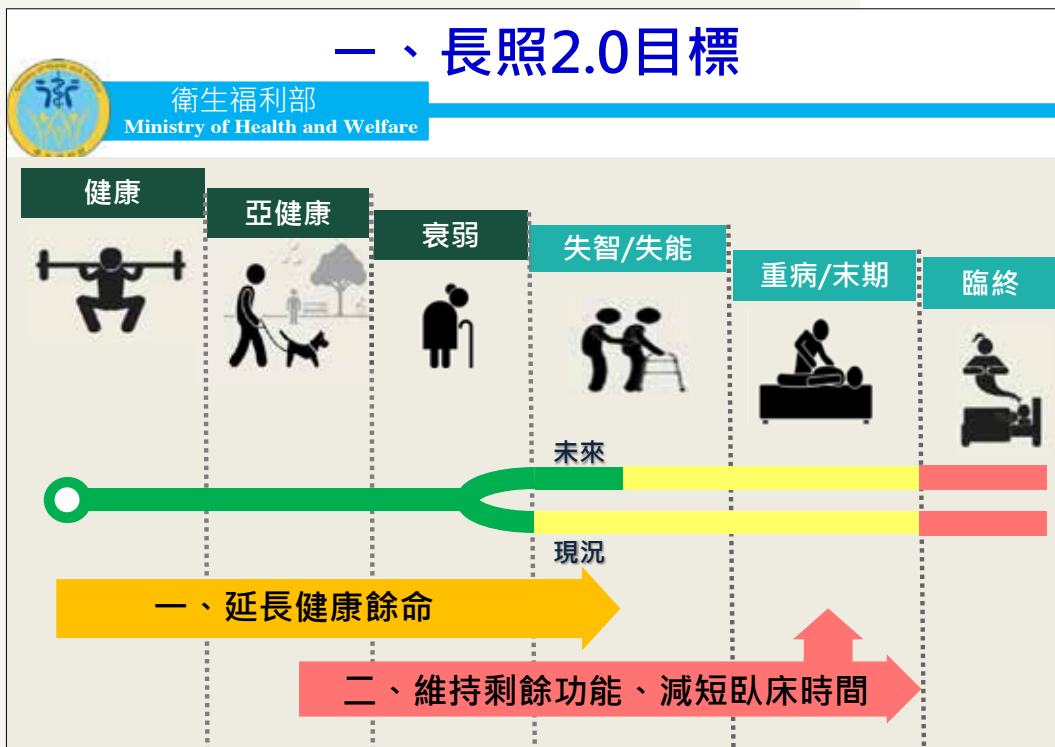 一、長照2.0目標
衛生福利部
Ministry of Health and Welfare
健康
亞健康
衰弱
失智/失能
重病/末期
臨終
未來
現況
一、延長健康餘命
二、維持剩餘功能、減短臥床時間